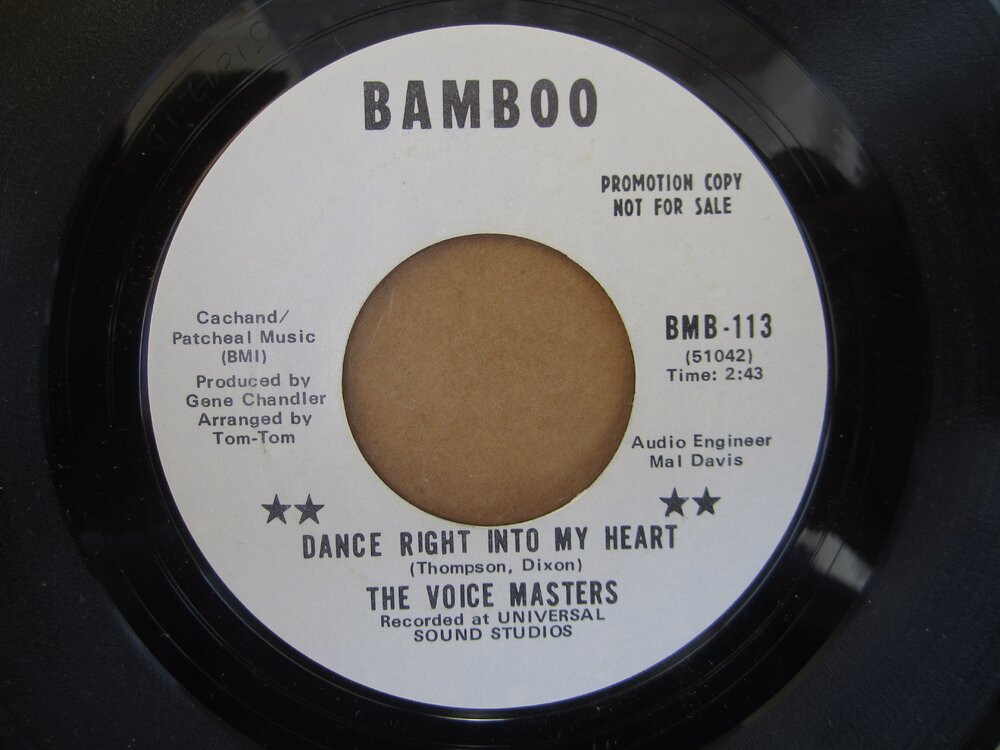 BAMBOO
PROMOTION COPY
NOT FOR SALE
Cachand/
Patcheal Music
(BMI)
Produced by
Gene Chandler
Arranged by
Tom-Tom
BMB-113
(51042)
Time: 2:43
Audio Engineer
Mal Davis
★★
★★
DANCE RIGHT INTO MY HEART
(Thompson, Dixon)
THE VOICE MASTERS
Recorded at UNIVERSAL
SOUND STUDIOS